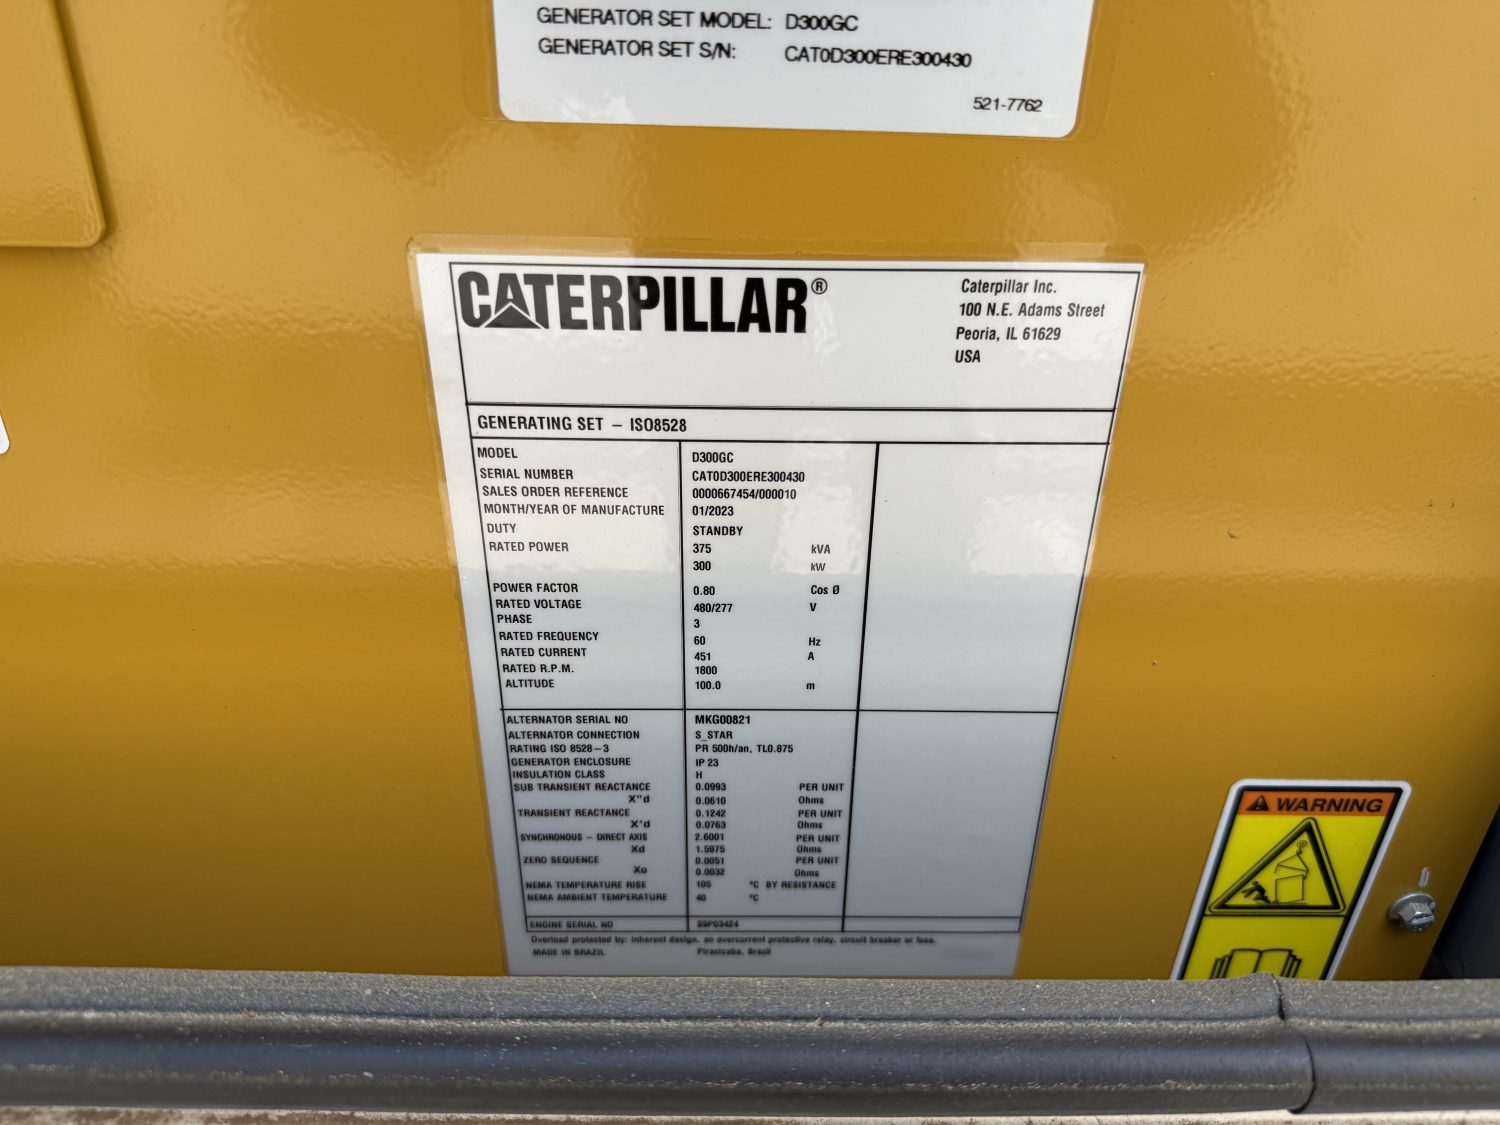 GENERATOR SET MODEL: D300GC
GENERATOR SET S/N: CAT0D300ERE300430
521-7762
CATERPILLAR®
Caterpillar Inc.
100 N.E. Adams Street
Peoria, IL 61629
USA
GENERATING SET – ISO8528
MODEL D300GC
SERIAL NUMBER CAT0D300ERE300430
SALES ORDER REFERENCE 0000667454/000010
MONTH/YEAR OF MANUFACTURE 01/2023
DUTY STANDBY
RATED POWER 375 kVA
300 kW
POWER FACTOR 0.80 Cos Ø
RATED VOLTAGE 480/277 V
PHASE 3
RATED FREQUENCY 60 Hz
RATED CURRENT 451 A
RATED R.P.M. 1800
ALTITUDE 100.0 m
ALTERNATOR SERIAL NO MKG00821
ALTERNATOR CONNECTION S_STAR
RATING ISO 8528–3 PR 500h/an, TL0.875
GENERATOR ENCLOSURE IP 23
INSULATION CLASS H
SUB TRANSIENT REACTANCE 0.0993 PER UNIT
X"d 0.0610 Ohms
TRANSIENT REACTANCE 0.1242 PER UNIT
X'd 0.0763 Ohms
SYNCHRONOUS – DIRECT AXIS 2.6001 PER UNIT
Xd 1.5975 Ohms
ZERO SEQUENCE 0.0051 PER UNIT
Xo 0.0032 Ohms
NEMA TEMPERATURE RISE 105 °C BY RESISTANCE
NEMA AMBIENT TEMPERATURE 40 °C
ENGINE SERIAL NO S9P03424
Overload protected by: inherent design, an overcurrent protective relay, circuit breaker or fuse.
MADE IN BRAZIL Piracicaba, Brazil
WARNING